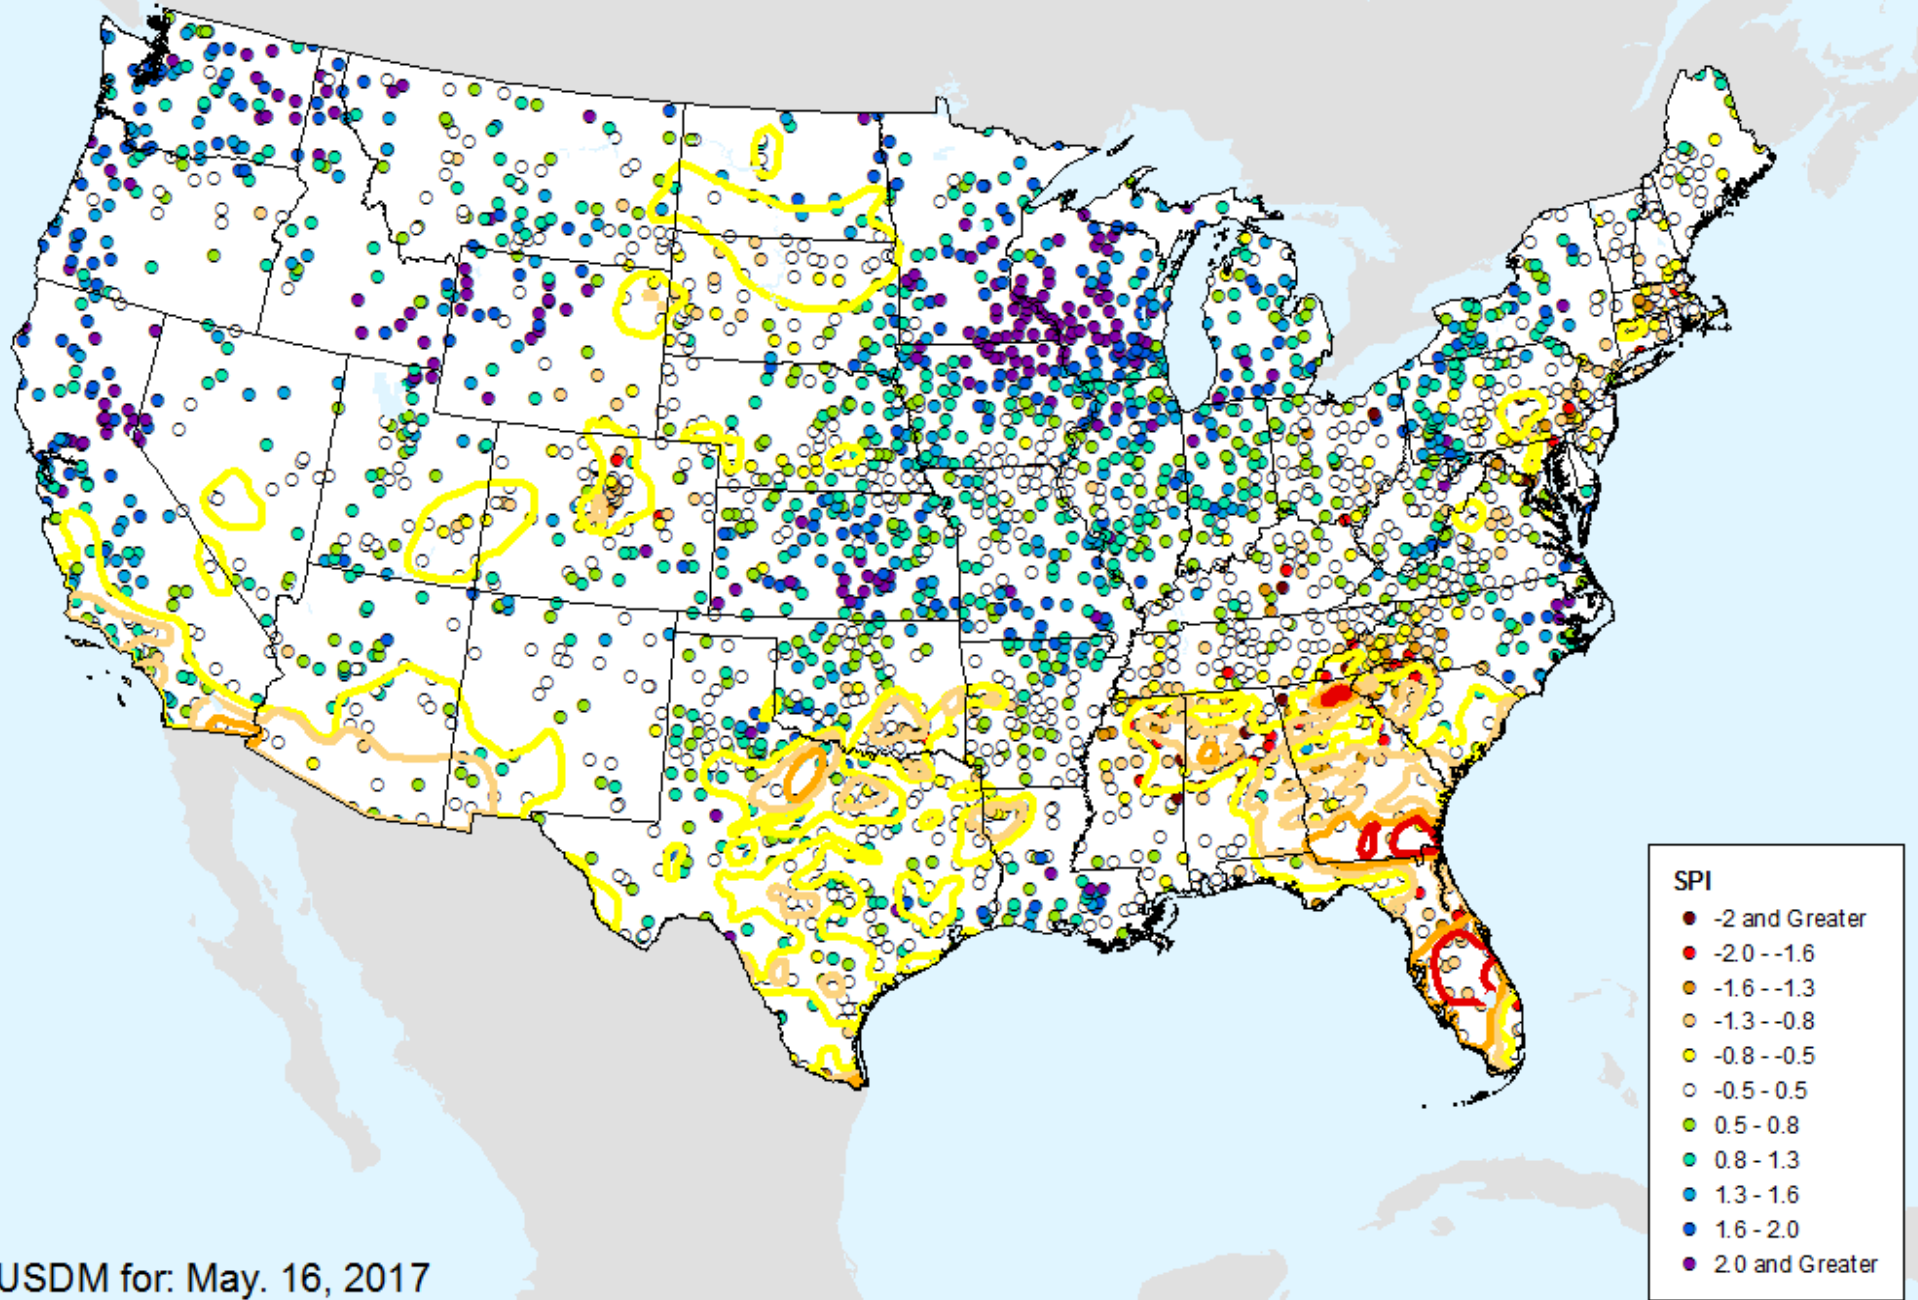 SPI
-2 and Greater
-2.0 - -1.6
-1.6 - -1.3
-1.3 - -0.8
-0.8 - -0.5
-0.5 - 0.5
0.5 - 0.8
0.8 - 1.3
1.3 - 1.6
1.6 - 2.0
2.0 and Greater
USDM for: May. 16, 2017